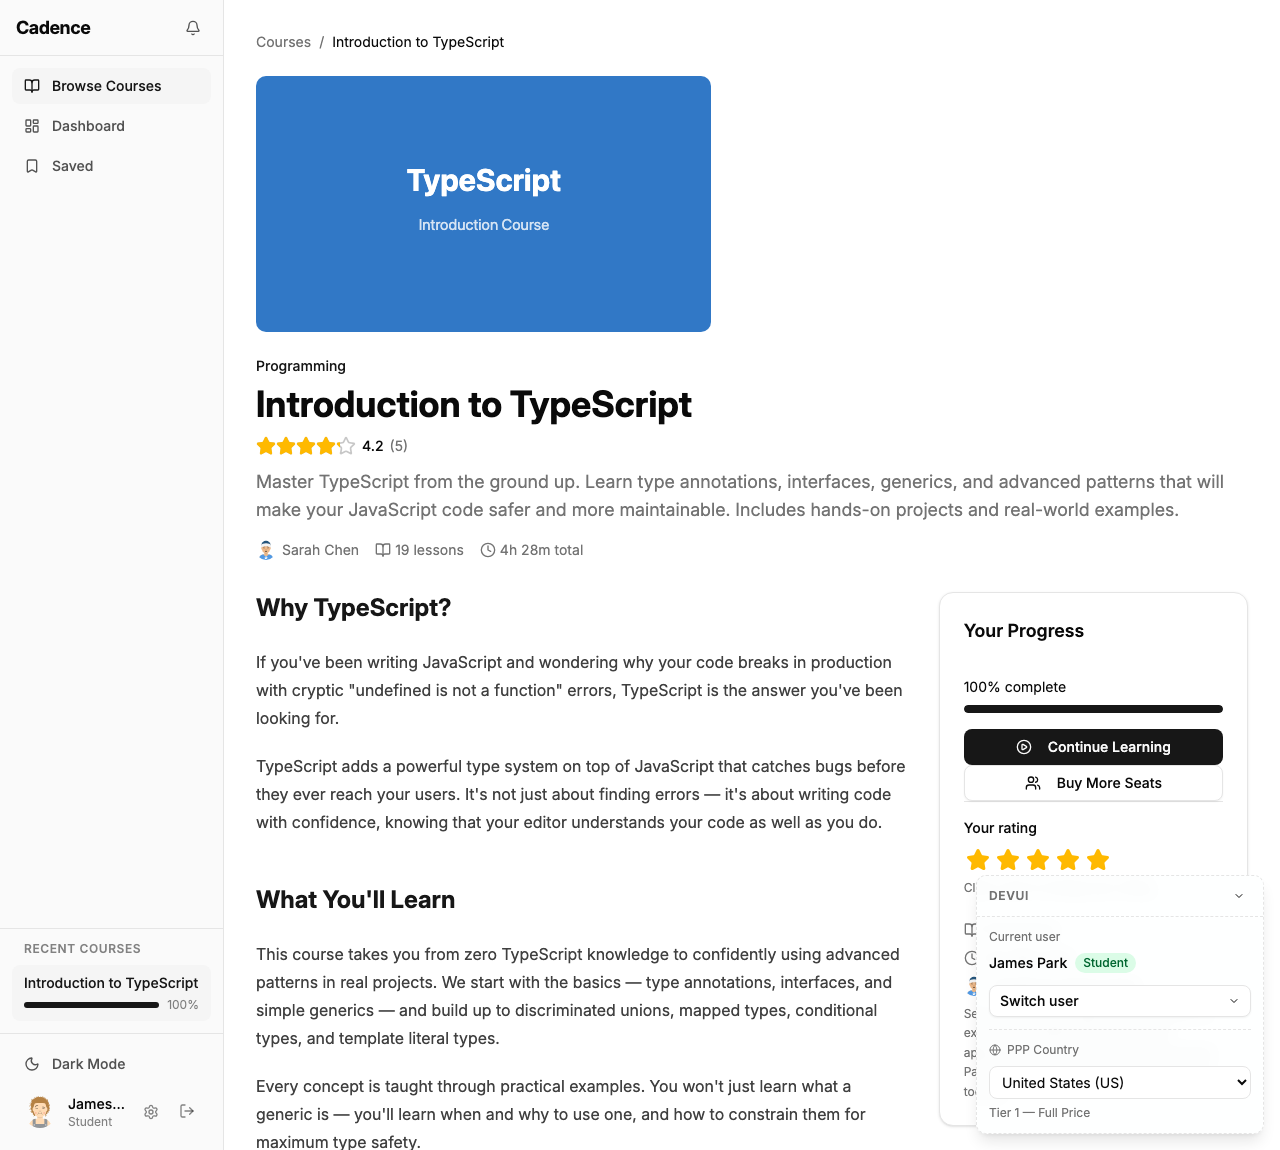 Cadence
Browse Courses
Dashboard
Saved
RECENT COURSES
Introduction to TypeScript
100%
Dark Mode
James...
Student
Courses / Introduction to TypeScript
TypeScript
Introduction Course
Programming
Introduction to TypeScript
4.2 (5)
Master TypeScript from the ground up. Learn type annotations, interfaces, generics, and advanced patterns that will
make your JavaScript code safer and more maintainable. Includes hands-on projects and real-world examples.
Sarah Chen 19 lessons 4h 28m total
Why TypeScript?
If you've been writing JavaScript and wondering why your code breaks in production
with cryptic "undefined is not a function" errors, TypeScript is the answer you've been
looking for.
TypeScript adds a powerful type system on top of JavaScript that catches bugs before
they ever reach your users. It's not just about finding errors — it's about writing code
with confidence, knowing that your editor understands your code as well as you do.
What You'll Learn
This course takes you from zero TypeScript knowledge to confidently using advanced
patterns in real projects. We start with the basics — type annotations, interfaces, and
simple generics — and build up to discriminated unions, mapped types, conditional
types, and template literal types.
Every concept is taught through practical examples. You won't just learn what a
generic is — you'll learn when and why to use one, and how to constrain them for
maximum type safety.
Your Progress
100% complete
Continue Learning
Buy More Seats
Your rating
DEVUI
Current user
James Park Student
Switch user
PPP Country
United States (US)
Tier 1 — Full Price